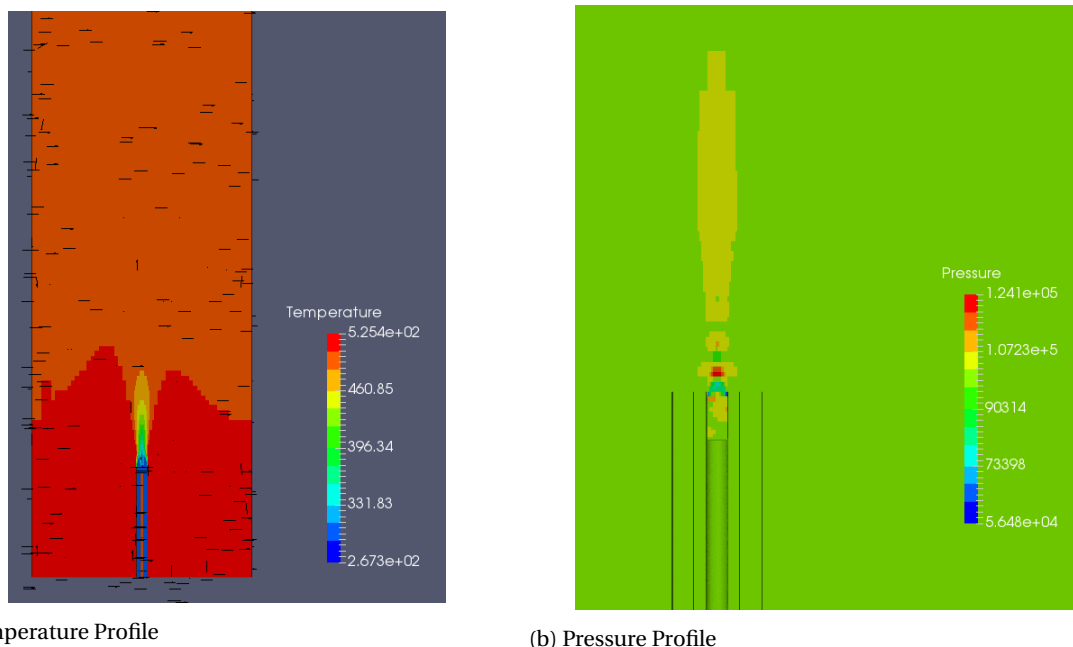 Temperature
5.254e+02
460.85
396.34
331.83
2.673e+02
Pressure
1.241e+05
1.0723e+5
90314
73398
5.648e+04
nperature Profile
(b) Pressure Profile